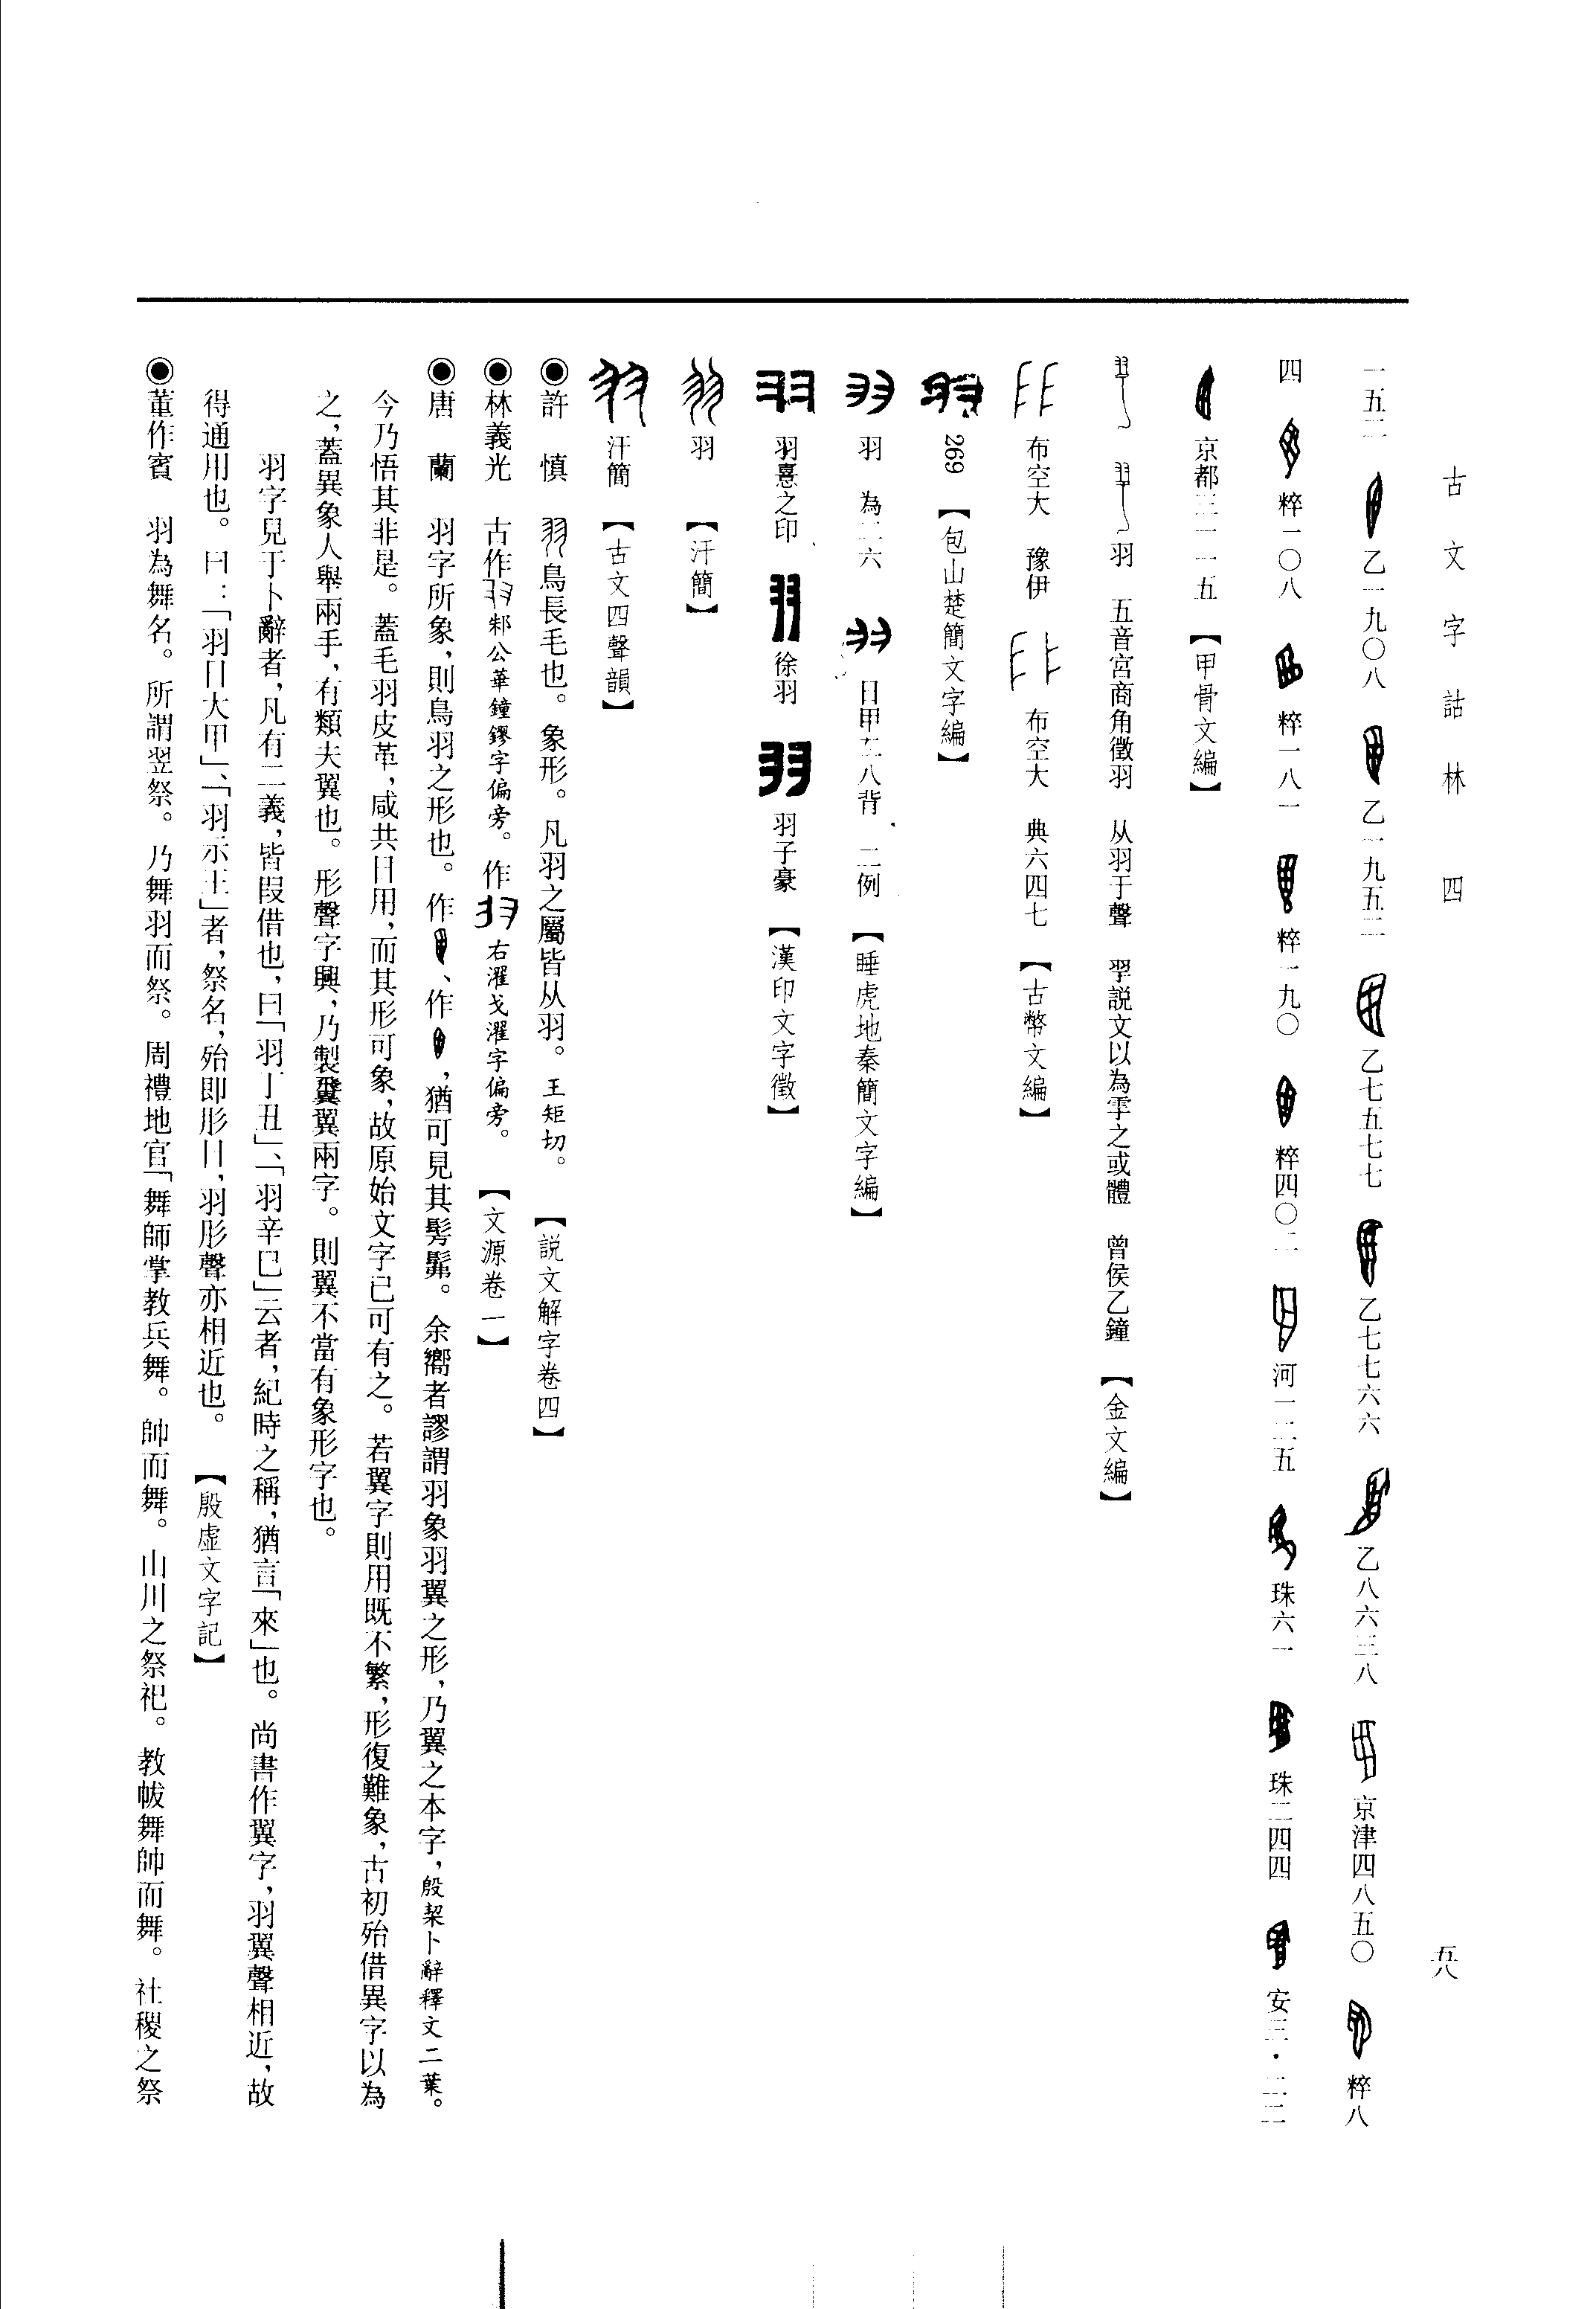 古文字詁林　四
五八
一五二　乙一九〇八　乙一九五二　乙七五七七　乙七七六六　乙八六三八　京津四八五〇　粹八
四　粹一〇八　粹一八一　粹一九〇　粹四〇二　河一二五　珠六一　珠二四四　安三・二二
京都三一一五　【甲骨文編】
羽　五音宮商角徵羽　从羽于聲　䍣說文以為雩之或體　曾侯乙鐘　【金文編】
布空大　豫伊　布空大　典六四七　【古幣文編】
269　【包山楚簡文字編】
羽　為二六　日甲五八背　二例　【睡虎地秦簡文字編】
羽憙之印　徐羽　羽子豪　【漢印文字徵】
羽　【汗簡】
汗簡　【古文四聲韻】
◉許　慎　羽鳥長毛也。象形。凡羽之屬皆从羽。王矩切。　【說文解字卷四】
◉林義光　古作邾公華鐘鏐字偏旁。作右濯戈濯字偏旁。　【文源卷一】
◉唐　蘭　羽字所象，則鳥羽之形也。作、作，猶可見其髣髴。余嚮者謬謂羽象羽翼之形，乃翼之本字，殷栔卜辭釋文二葉。
今乃悟其非是。蓋毛羽皮革，咸共日用，而其形可象，故原始文字已可有之。若翼字則用既不繁，形復難象，古初殆借異字以為
之，蓋異象人舉兩手，有類夫翼也。形聲字興，乃製䎗翼兩字。則翼不當有象形字也。
羽字見于卜辭者，凡有二義，皆叚借也，曰「羽丁丑」、「羽辛巳」云者，紀時之稱，猶言「來」也。尚書作翼字，羽翼聲相近，故
得通用也。曰：「羽日大甲」、「羽示壬」者，祭名，殆即肜日，羽肜聲亦相近也。　【殷虛文字記】
◉董作賓　羽為舞名。所謂翌祭。乃舞羽而祭。周禮地官「舞師掌教兵舞。帥而舞。山川之祭祀。教帗舞帥而舞。社稷之祭